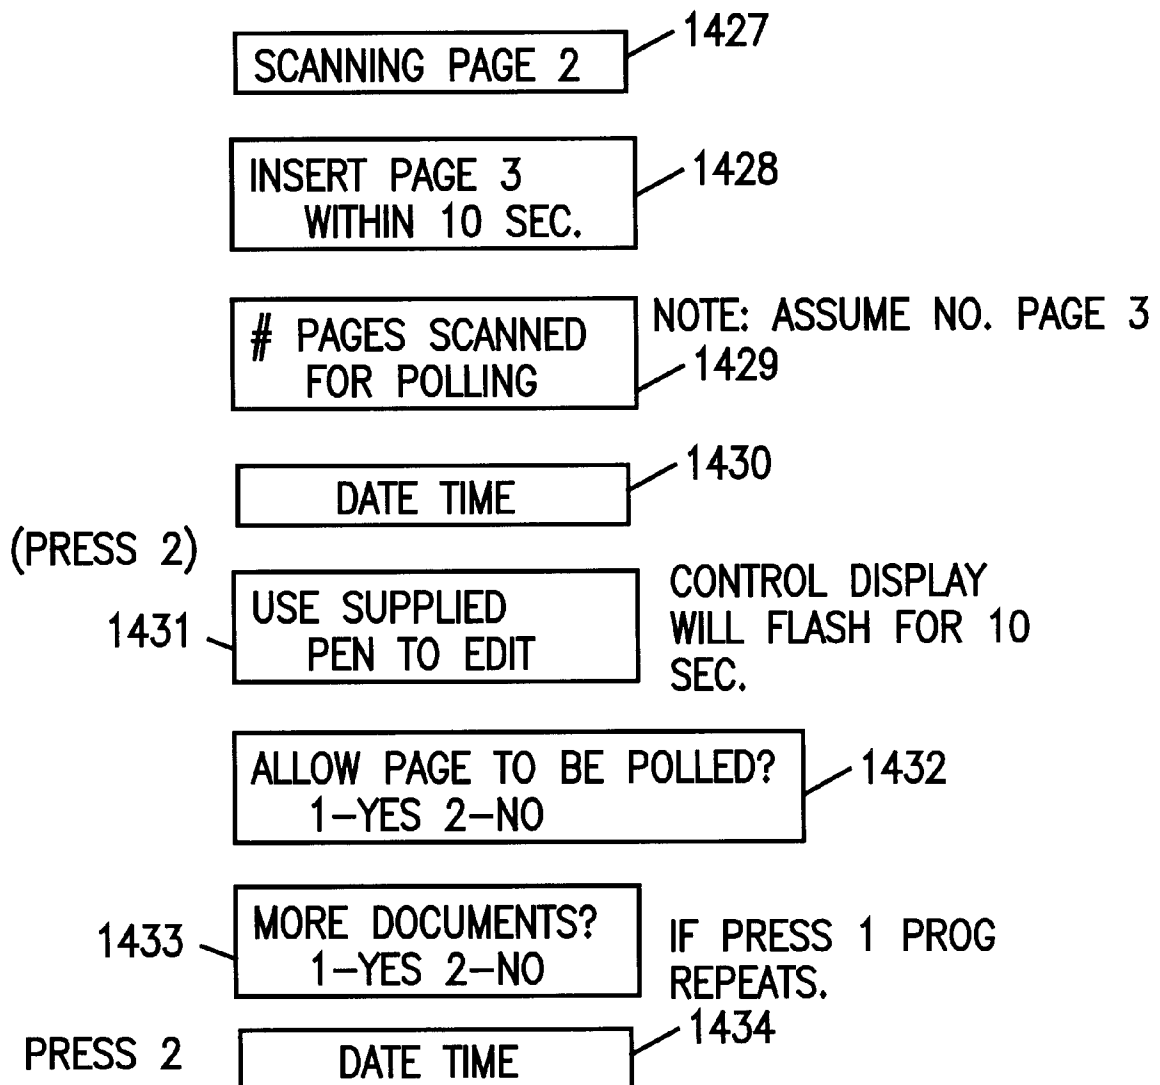 1427
SCANNING PAGE 2
1428
INSERT PAGE 3
WITHIN 10 SEC.
NOTE: ASSUME NO. PAGE 3
# PAGES SCANNED
FOR POLLING
1429
1430
DATE TIME
(PRESS 2)
1431
USE SUPPLIED
PEN TO EDIT
CONTROL DISPLAY
WILL FLASH FOR 10
SEC.
ALLOW PAGE TO BE POLLED?
1-YES 2-NO
1432
1433
MORE DOCUMENTS?
1-YES 2-NO
IF PRESS 1 PROG
REPEATS.
1434
PRESS 2
DATE TIME